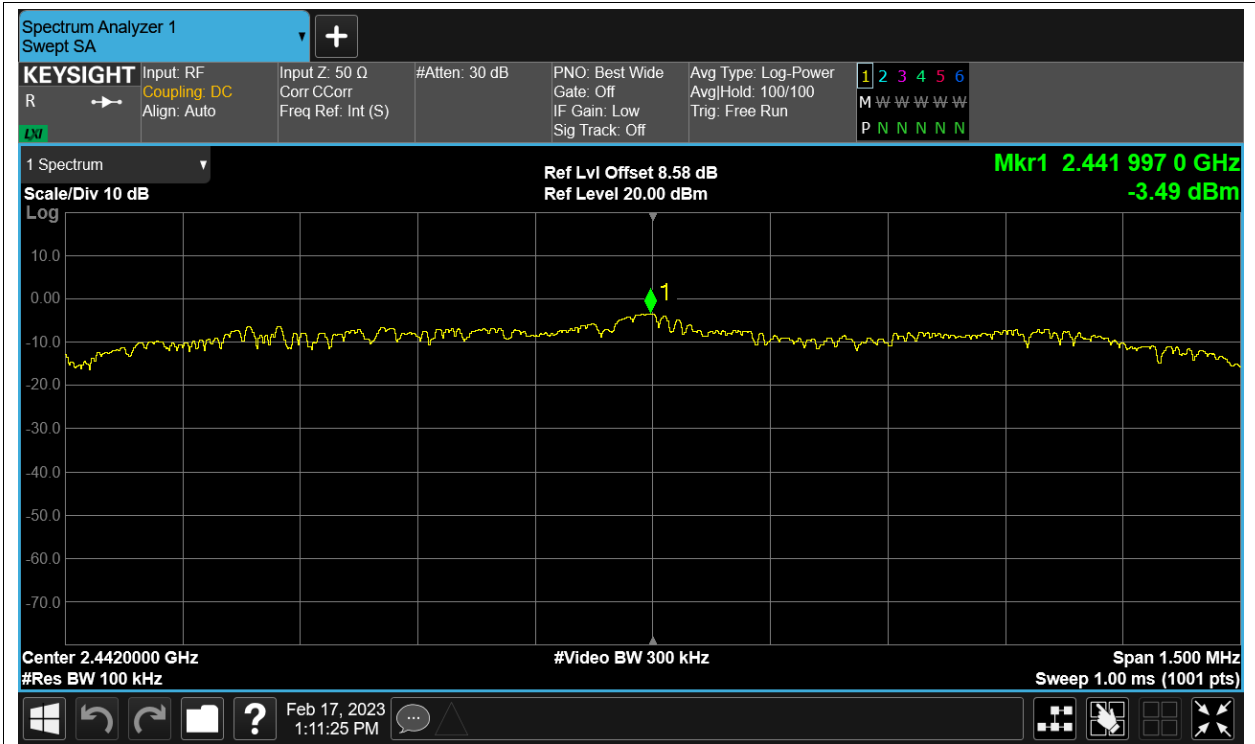 Spectrum Analyzer 1
Swept SA
KEYSIGHT
R
LXI
Input: RF
Coupling: DC
Align: Auto
Input Z: 50 Ω
Corr CCorr
Freq Ref: Int (S)
#Atten: 30 dB
PNO: Best Wide
Gate: Off
IF Gain: Low
Sig Track: Off
Avg Type: Log-Power
Avg|Hold: 100/100
Trig: Free Run
1 2 3 4 5 6
M W W W W W
P N N N N N
1 Spectrum
Scale/Div 10 dB
Log
Ref Lvl Offset 8.58 dB
Ref Level 20.00 dBm
Mkr1 2.441 997 0 GHz
-3.49 dBm
1
10.0
0.00
-10.0
-20.0
-30.0
-40.0
-50.0
-60.0
-70.0
Center 2.4420000 GHz
#Res BW 100 kHz
#Video BW 300 kHz
Span 1.500 MHz
Sweep 1.00 ms (1001 pts)
?
Feb 17, 2023
1:11:25 PM